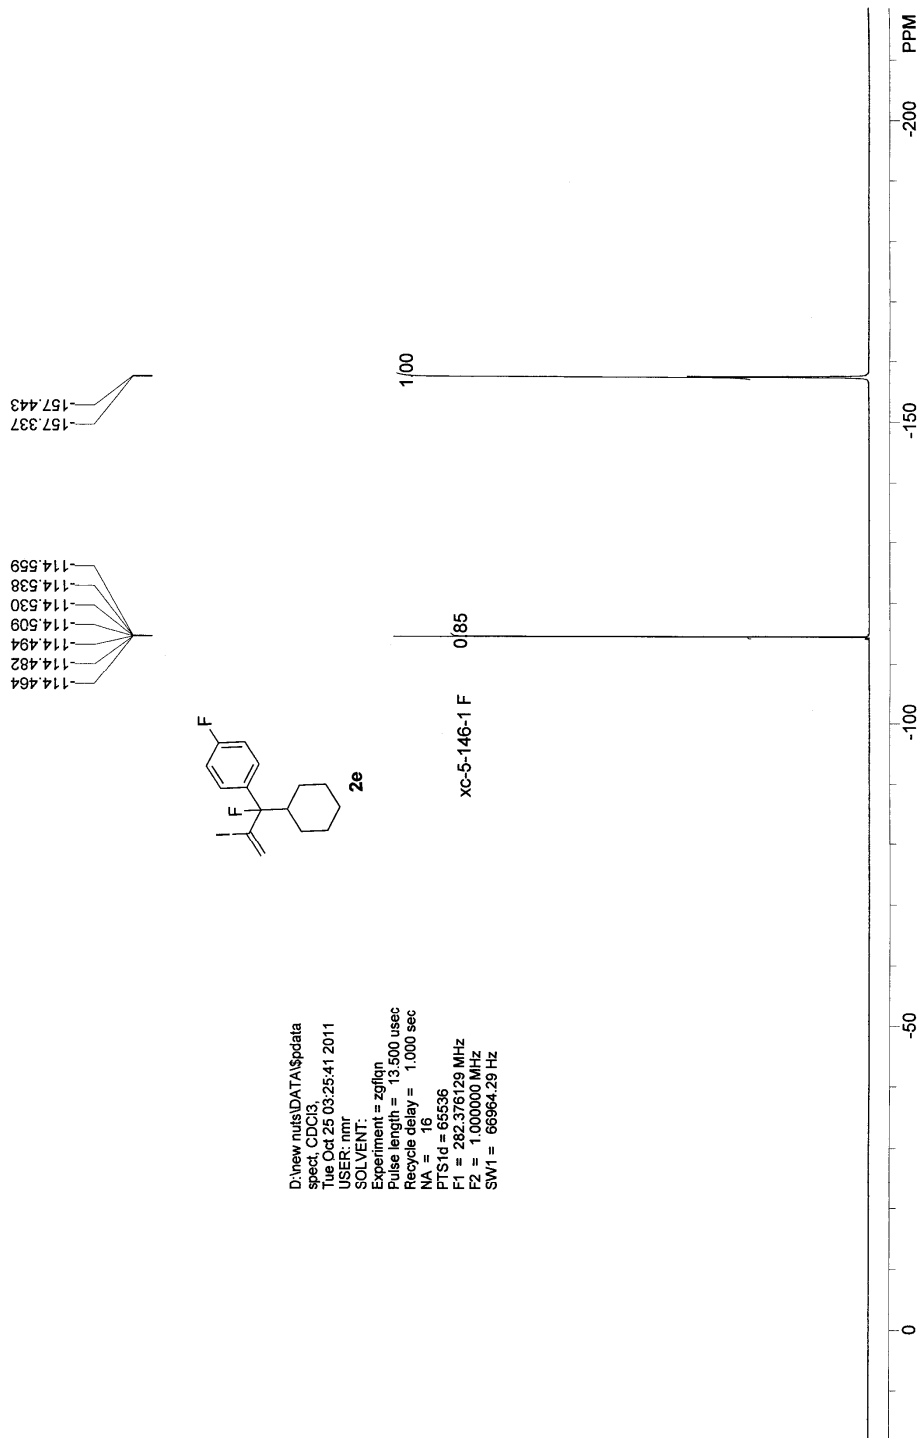 -114.464
-114.482
-114.494
-114.509
-114.530
-114.538
-114.559
-157.337
-157.443
F
F
I
2e
D:\new nuts\DATA\$pdata
spect, CDCl3,
Tue Oct 25 03:25:41 2011
USER: nmr
SOLVENT:
Experiment = zgflqn
Pulse length = 13.500 usec
Recycle delay = 1.000 sec
NA = 16
PTS1d = 65536
F1 = 282.376129 MHz
F2 = 1.000000 MHz
SW1 = 66964.29 Hz
xc-5-146-1 F
0.85
1.00
0
-50
-100
-150
-200
PPM